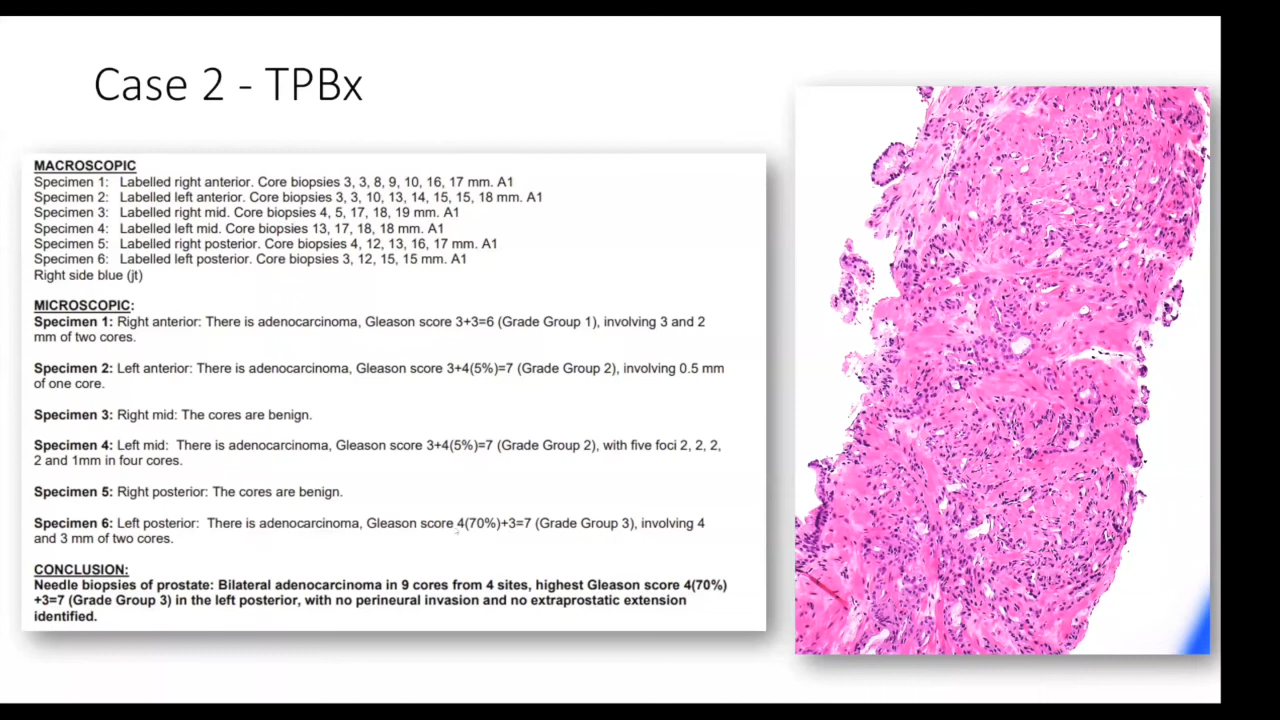 Case 2 - TPBx
MACROSCOPIC
Specimen 1: Labelled right anterior. Core biopsies 3, 3, 8, 9, 10, 16, 17 mm. A1
Specimen 2: Labelled left anterior. Core biopsies 3, 3, 10, 13, 14, 15, 15, 18 mm. A1
Specimen 3: Labelled right mid. Core biopsies 4, 5, 17, 18, 19 mm. A1
Specimen 4: Labelled left mid. Core biopsies 13, 17, 18, 18 mm. A1
Specimen 5: Labelled right posterior. Core biopsies 4, 12, 13, 16, 17 mm. A1
Specimen 6: Labelled left posterior. Core biopsies 3, 12, 15, 15 mm. A1
Right side blue (jt)
MICROSCOPIC:
Specimen 1: Right anterior: There is adenocarcinoma, Gleason score 3+3=6 (Grade Group 1), involving 3 and 2
mm of two cores.
Specimen 2: Left anterior: There is adenocarcinoma, Gleason score 3+4(5%)=7 (Grade Group 2), involving 0.5 mm
of one core.
Specimen 3: Right mid: The cores are benign.
Specimen 4: Left mid: There is adenocarcinoma, Gleason score 3+4(5%)=7 (Grade Group 2), with five foci 2, 2, 2,
2 and 1mm in four cores.
Specimen 5: Right posterior: The cores are benign.
Specimen 6: Left posterior: There is adenocarcinoma, Gleason score 4(70%)+3=7 (Grade Group 3), involving 4
and 3 mm of two cores.
CONCLUSION:
Needle biopsies of prostate: Bilateral adenocarcinoma in 9 cores from 4 sites, highest Gleason score 4(70%)
+3=7 (Grade Group 3) in the left posterior, with no perineural invasion and no extraprostatic extension
identified.